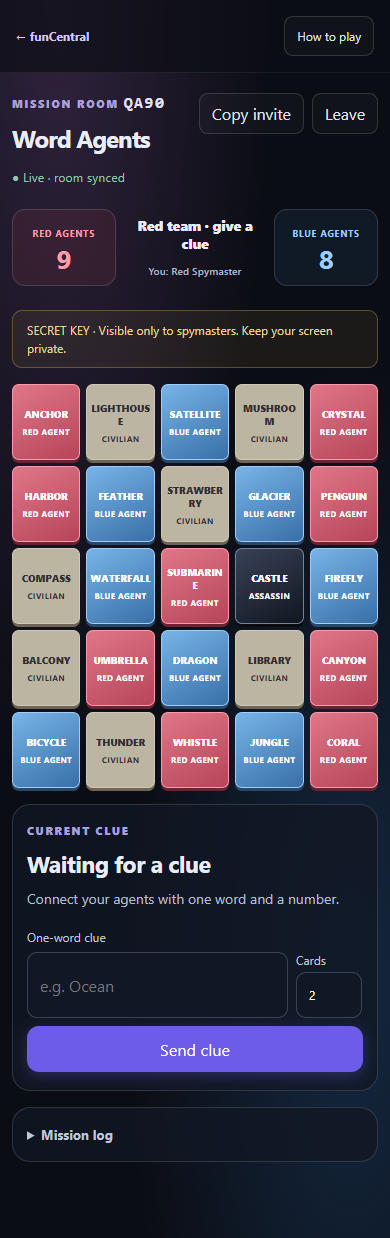 ← funCentral
How to play
MISSION ROOM QA90
Copy invite
Leave
Word Agents
● Live · room synced
RED AGENTS
9
Red team · give a
clue
You: Red Spymaster
BLUE AGENTS
8
SECRET KEY · Visible only to spymasters. Keep your screen
private.
ANCHOR
RED AGENT
LIGHTHOUS
E
CIVILIAN
SATELLITE
BLUE AGENT
MUSHROO
M
CIVILIAN
CRYSTAL
RED AGENT
HARBOR
RED AGENT
FEATHER
BLUE AGENT
STRAWBER
RY
CIVILIAN
GLACIER
BLUE AGENT
PENGUIN
RED AGENT
COMPASS
CIVILIAN
WATERFALL
BLUE AGENT
SUBMARIN
E
RED AGENT
CASTLE
ASSASSIN
FIREFLY
BLUE AGENT
BALCONY
CIVILIAN
UMBRELLA
RED AGENT
DRAGON
BLUE AGENT
LIBRARY
CIVILIAN
CANYON
RED AGENT
BICYCLE
BLUE AGENT
THUNDER
CIVILIAN
WHISTLE
RED AGENT
JUNGLE
BLUE AGENT
CORAL
RED AGENT
CURRENT CLUE
Waiting for a clue
Connect your agents with one word and a number.
One-word clue
Cards
e.g. Ocean
2
Send clue
▶ Mission log